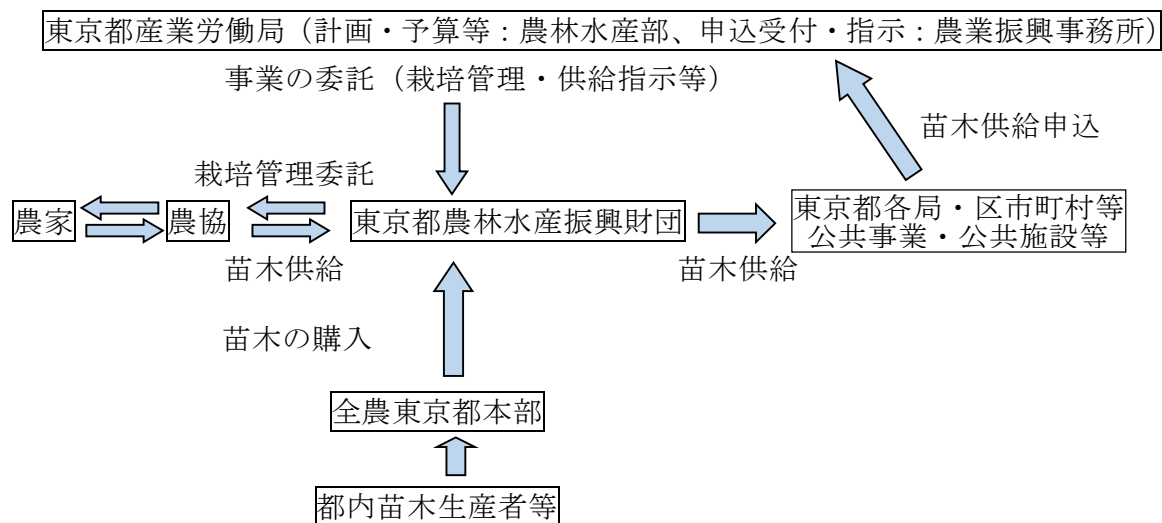 東京都産業労働局（計画・予算等：農林水産部、申込受付・指示：農業振興事務所）
事業の委託（栽培管理・供給指示等）
苗木供給申込
栽培管理委託
農家
農協
東京都農林水産振興財団
東京都各局・区市町村等
公共事業・公共施設等
苗木供給
苗木供給
苗木の購入
全農東京都本部
都内苗木生産者等